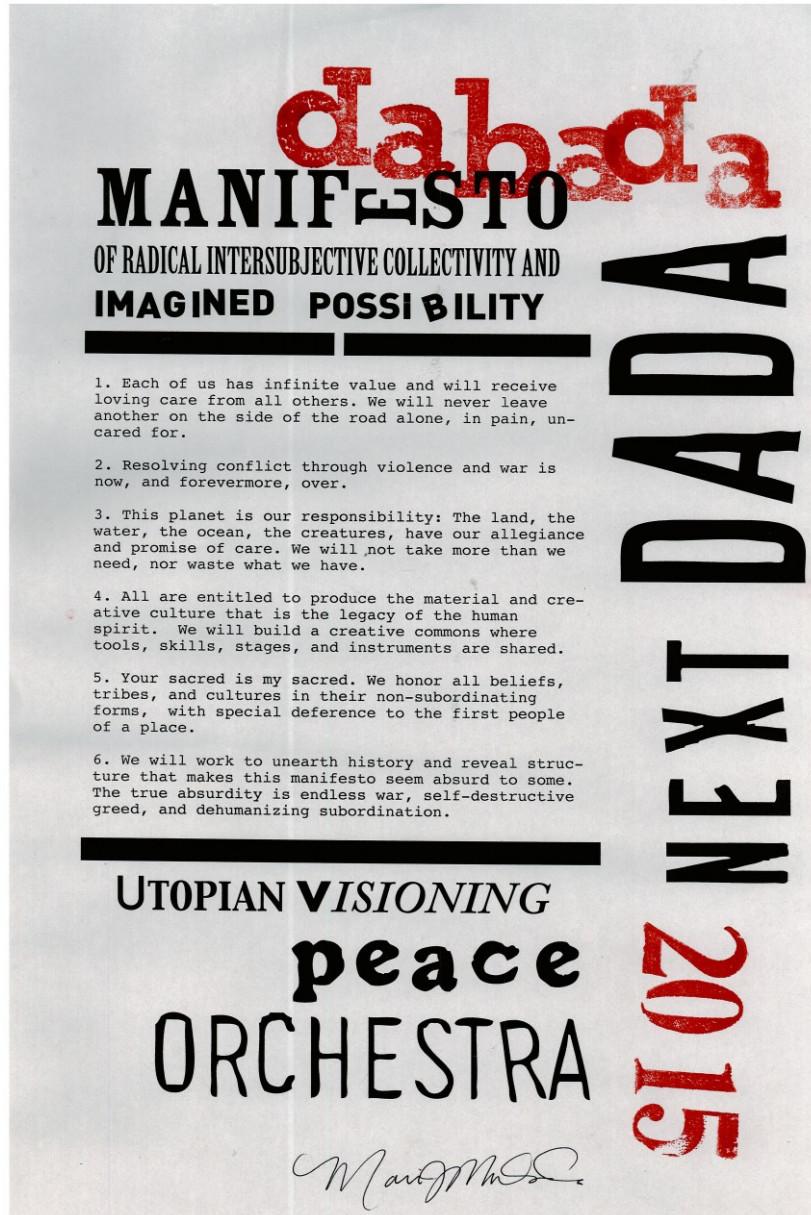 dabada
MANIFESTO
OF RADICAL INTERSUBJECTIVE COLLECTIVITY AND
IMAGINED POSSIBILITY
1. Each of us has infinite value and will receive
loving care from all others. We will never leave
another on the side of the road alone, in pain, un-
cared for.
2. Resolving conflict through violence and war is
now, and forevermore, over.
3. This planet is our responsibility: The land, the
water, the ocean, the creatures, have our allegiance
and promise of care. We will not take more than we
need, nor waste what we have.
4. All are entitled to produce the material and cre-
ative culture that is the legacy of the human
spirit. We will build a creative commons where
tools, skills, stages, and instruments are shared.
5. Your sacred is my sacred. We honor all beliefs,
tribes, and cultures in their non-subordinating
forms, with special deference to the first people
of a place.
6. We will work to unearth history and reveal struc-
ture that makes this manifesto seem absurd to some.
The true absurdity is endless war, self-destructive
greed, and dehumanizing subordination.
UTOPIAN VISIONING
peace
ORCHESTRA
NEXT DADA
2015